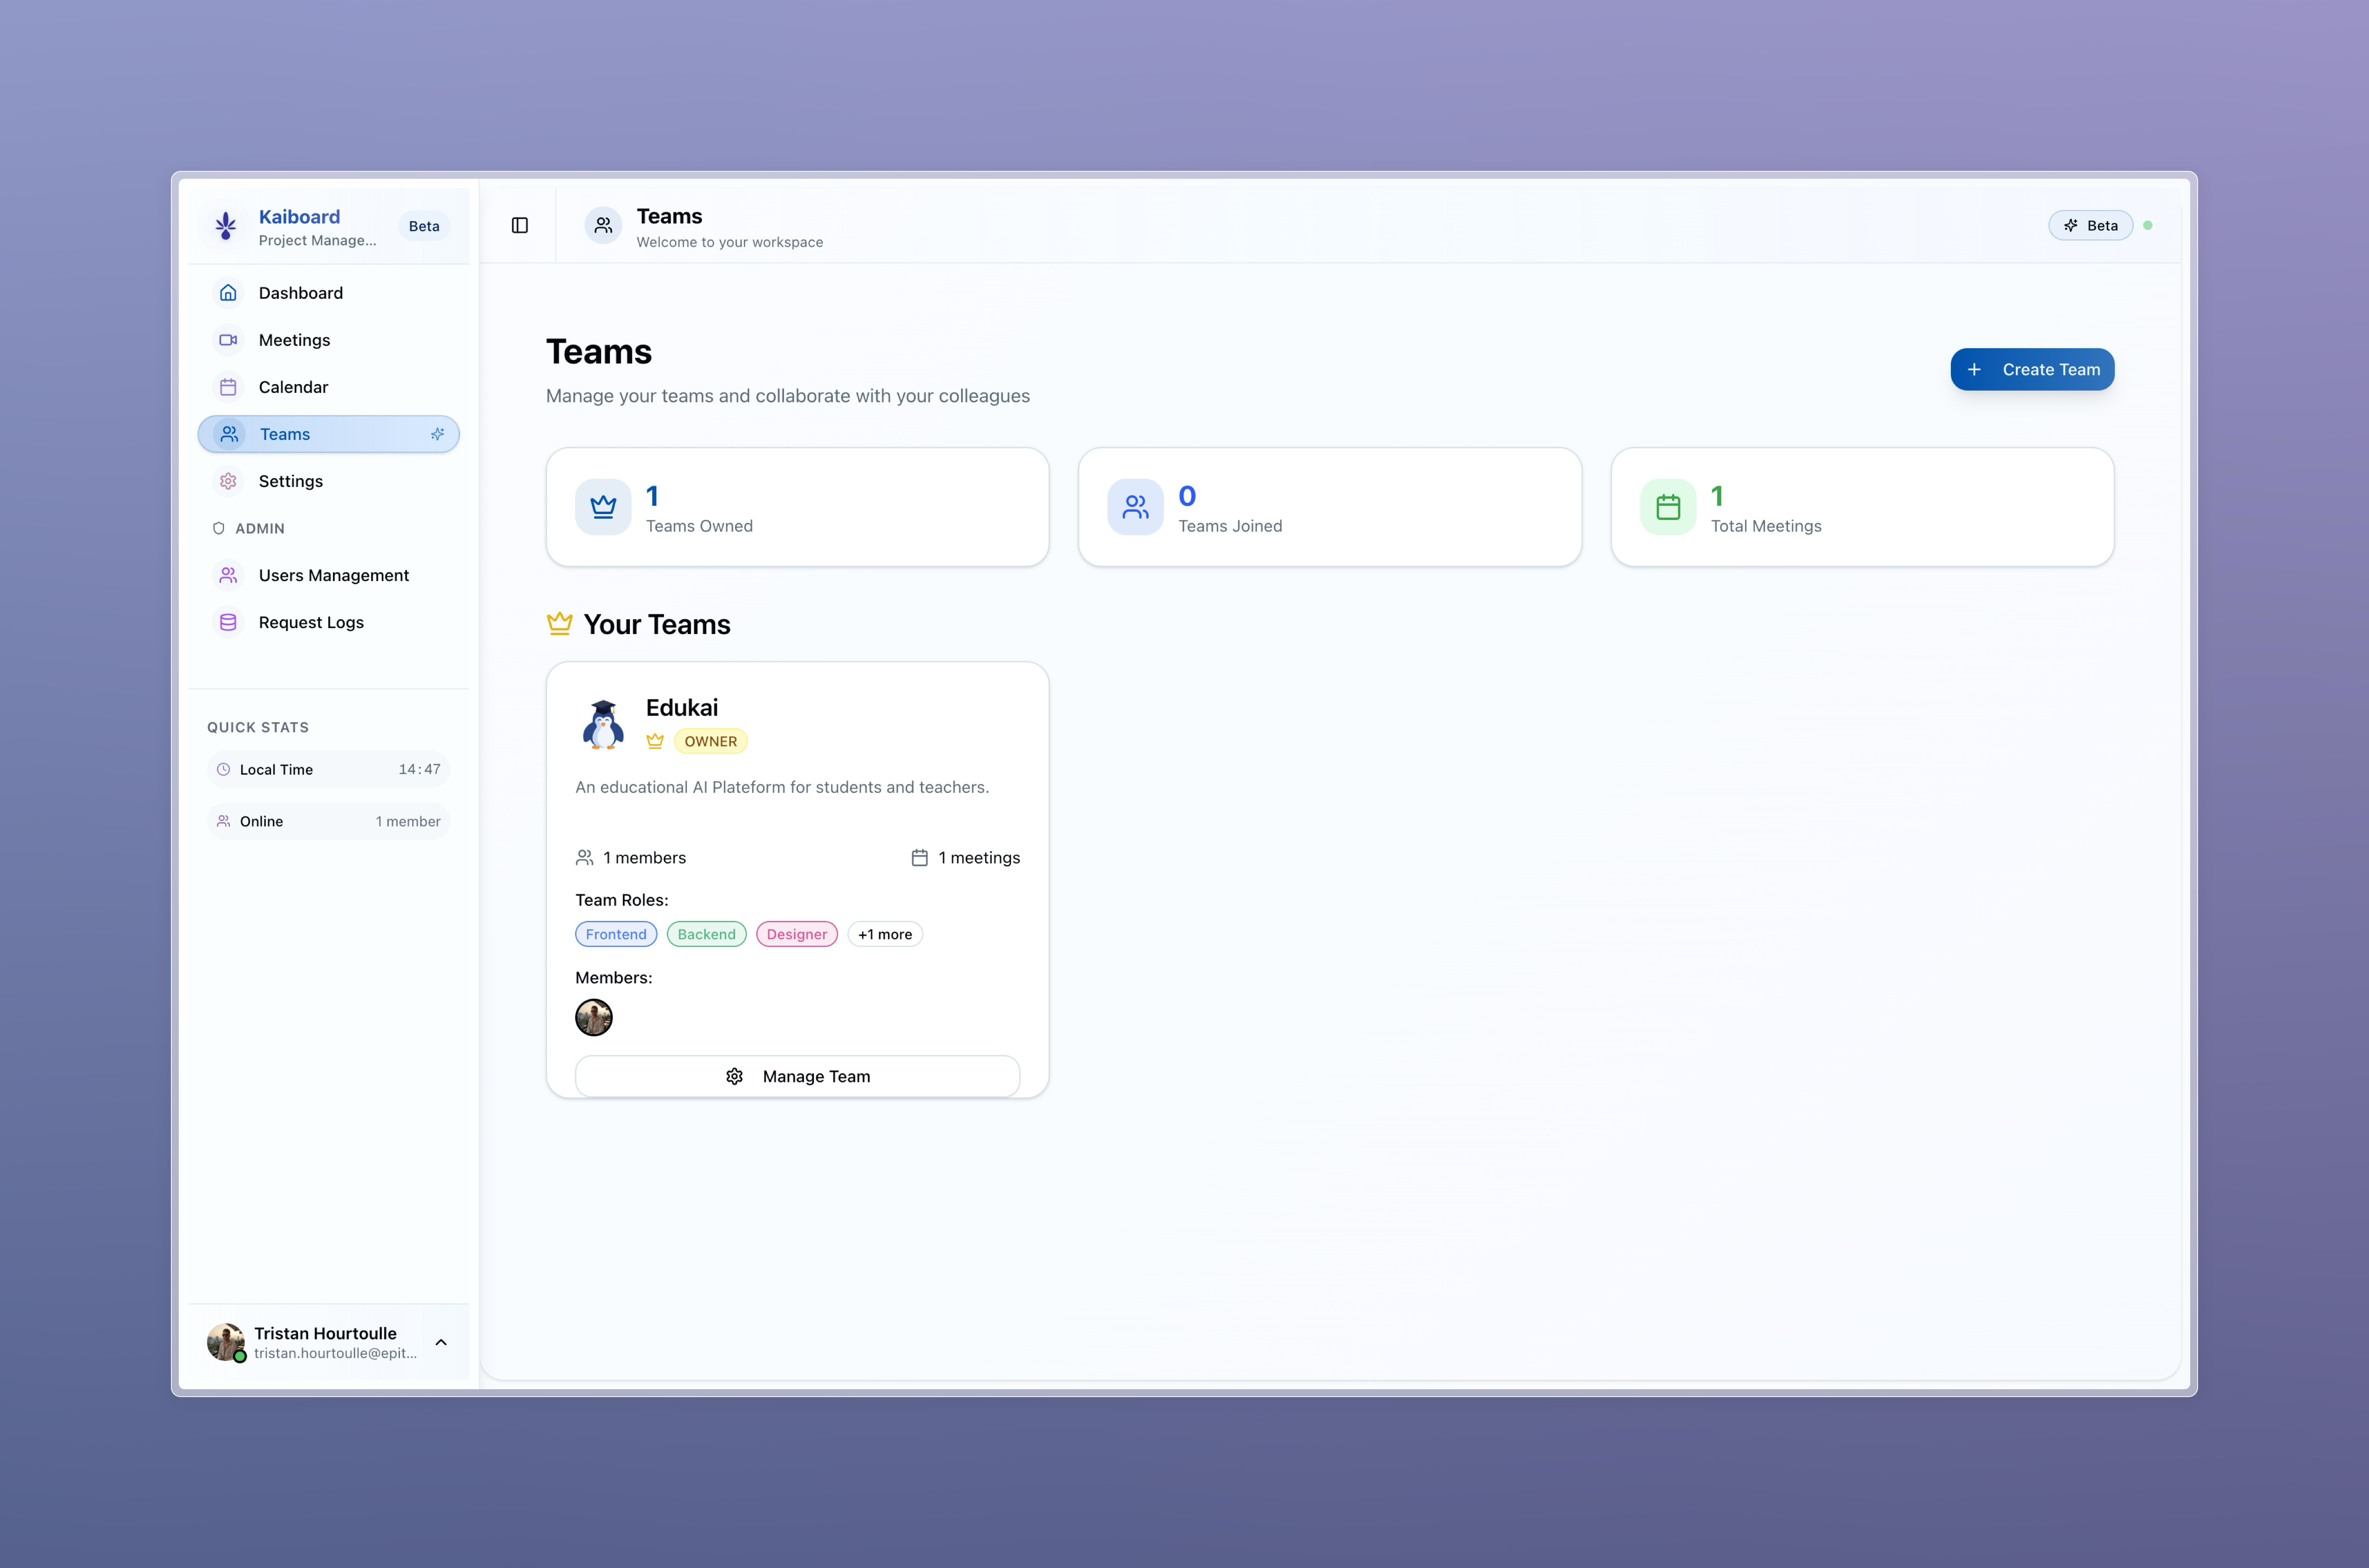 Kaiboard
Project Manage...
Beta
Dashboard
Meetings
Calendar
Teams
Settings
ADMIN
Users Management
Request Logs
QUICK STATS
Local Time 14:47
Online 1 member
Tristan Hourtoulle
tristan.hourtoulle@epit...
Teams
Welcome to your workspace
Beta
Teams
Manage your teams and collaborate with your colleagues
Create Team
1
Teams Owned
0
Teams Joined
1
Total Meetings
Your Teams
Edukai
OWNER
An educational AI Plateform for students and teachers.
1 members 1 meetings
Team Roles:
Frontend Backend Designer +1 more
Members:
Manage Team